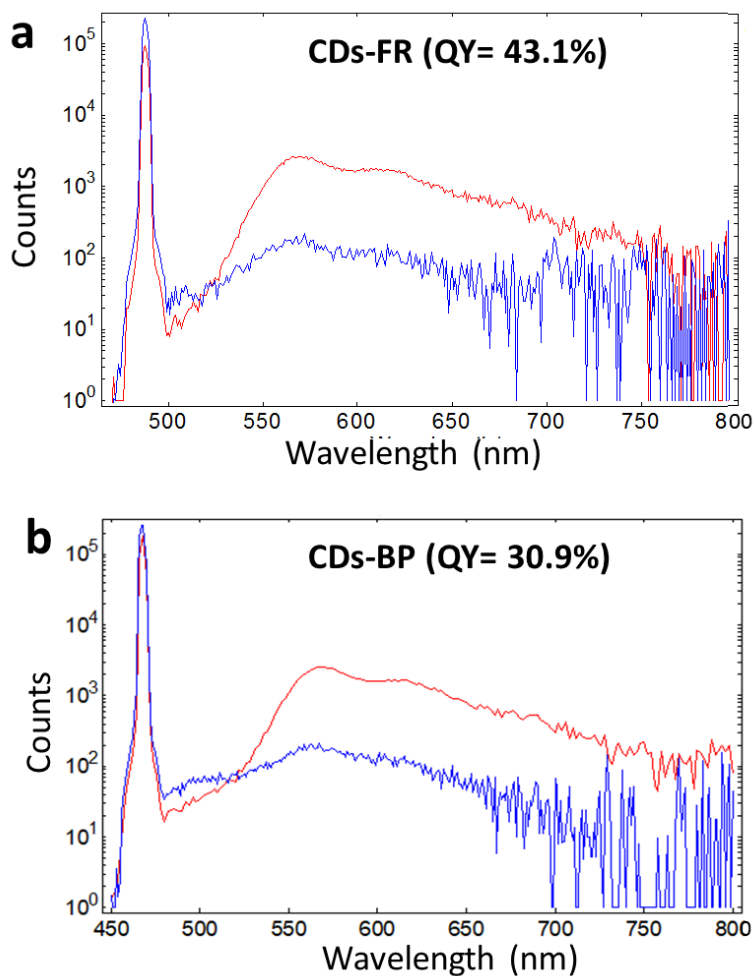 a
CDs-FR (QY= 43.1%)
Counts
10^5
10^4
10^3
10^2
10^1
10^0
500 550 600 650 700 750 800
Wavelength (nm)
b
CDs-BP (QY= 30.9%)
Counts
10^5
10^4
10^3
10^2
10^1
10^0
450 500 550 600 650 700 750 800
Wavelength (nm)